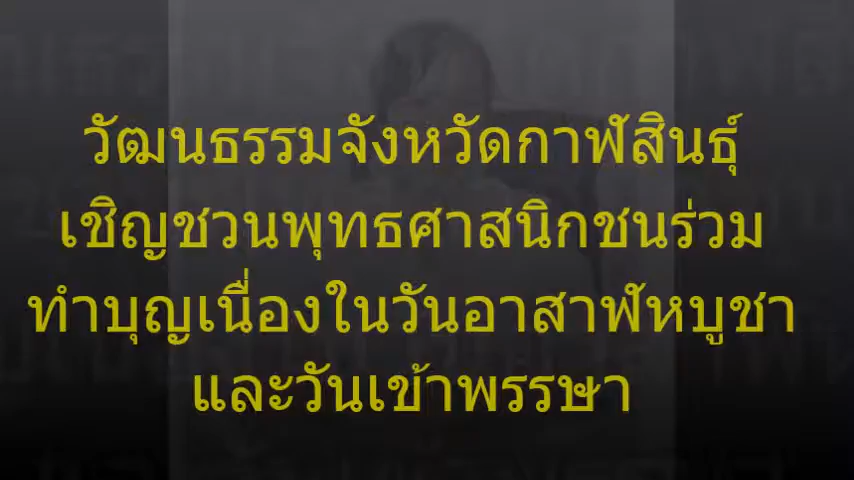 วัฒนธรรมจังหวัดกาฬสินธุ์
เชิญชวนพุทธศาสนิกชนร่วม
ทำบุญเนื่องในวันอาสาฬหบูชา
และวันเข้าพรรษา